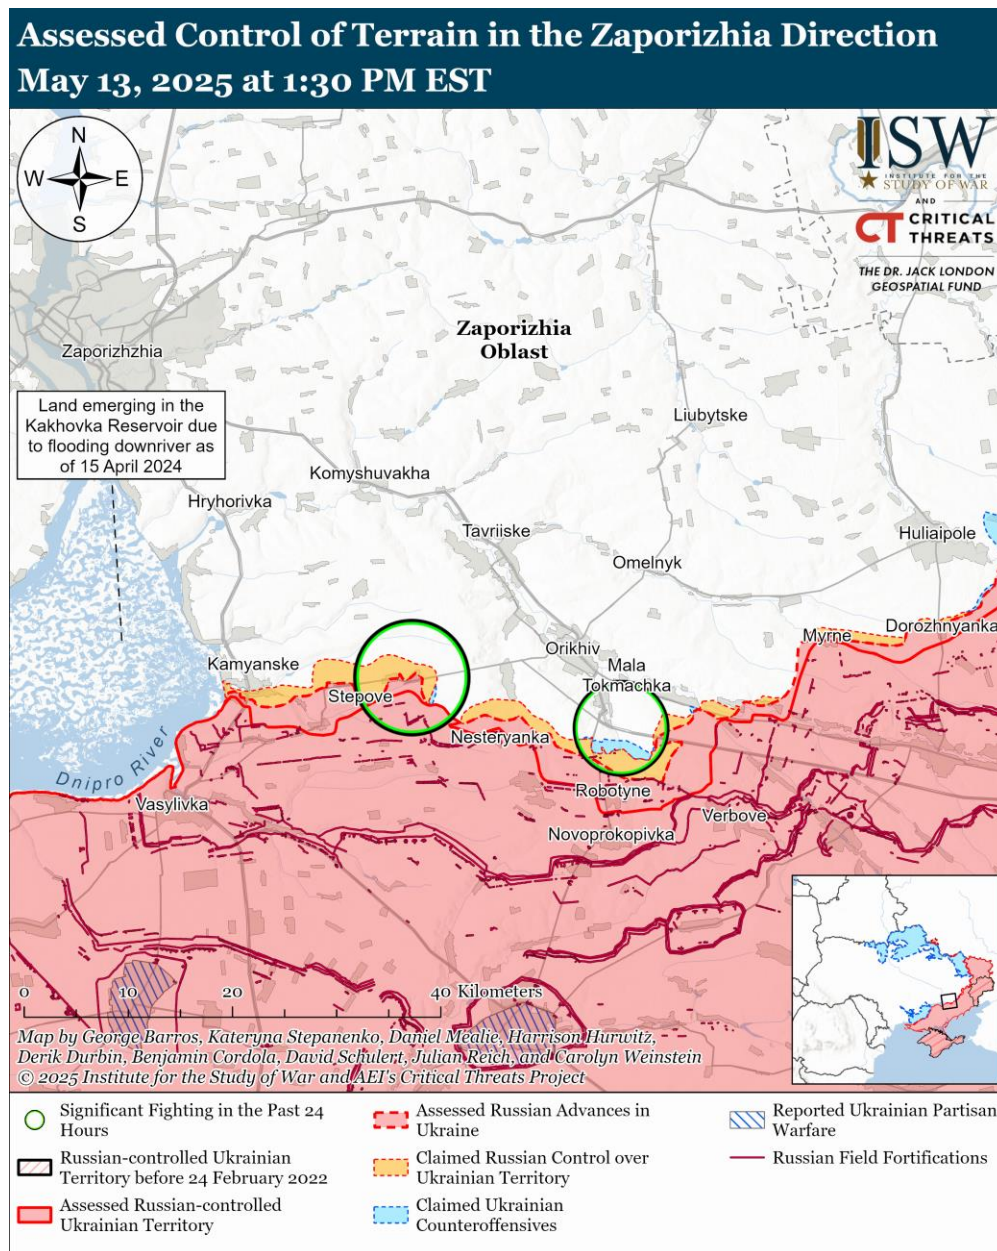 Assessed Control of Terrain in the Zaporizhia Direction
May 13, 2025 at 1:30 PM EST
N
W
E
S
ISW
INSTITUTE FOR THE
STUDY OF WAR
AND
CT CRITICAL
THREATS
THE DR. JACK LONDON
GEOSPATIAL FUND
Zaporizhia
Oblast
Zaporizhzhia
Land emerging in the
Kakhovka Reservoir due
to flooding downriver as
of 15 April 2024
Liubytske
Komyshuvakha
Hryhorivka
Tavriiske
Huliaipole
Omelnyk
Dorozhnyanka
Myrne
Orikhiv
Mala
Tokmachka
Kamyanske
Stepove
Nesteryanka
Dnipro River
Robotyne
Vasylivka
Verbove
Novoprokopivka
0
10
20
40 Kilometers
Map by George Barros, Kateryna Stepanenko, Daniel Mealie, Harrison Hurwitz,
Derik Durbin, Benjamin Cordola, David Schulert, Julian Reich, and Carolyn Weinstein
© 2025 Institute for the Study of War and AEI's Critical Threats Project
Significant Fighting in the Past 24
Hours
Russian-controlled Ukrainian
Territory before 24 February 2022
Assessed Russian-controlled
Ukrainian Territory
Assessed Russian Advances in
Ukraine
Claimed Russian Control over
Ukrainian Territory
Claimed Ukrainian
Counteroffensives
Reported Ukrainian Partisan
Warfare
Russian Field Fortifications